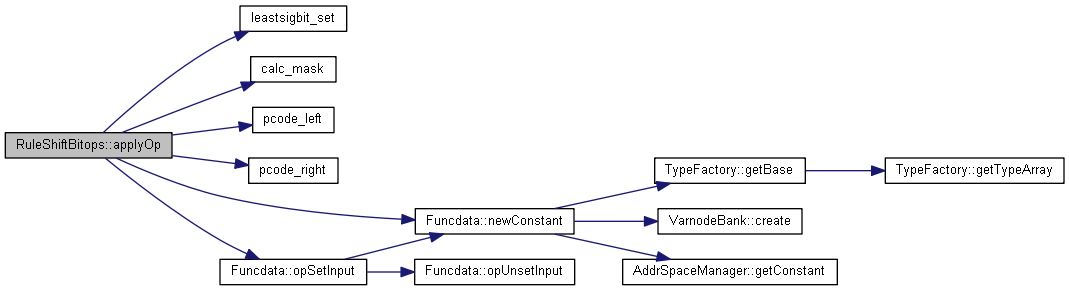 leastsigbit_set
calc_mask
pcode_left
RuleShiftBitops::applyOp
pcode_right
TypeFactory::getBase
TypeFactory::getTypeArray
Funcdata::newConstant
VarnodeBank::create
Funcdata::opSetInput
Funcdata::opUnsetInput
AddrSpaceManager::getConstant